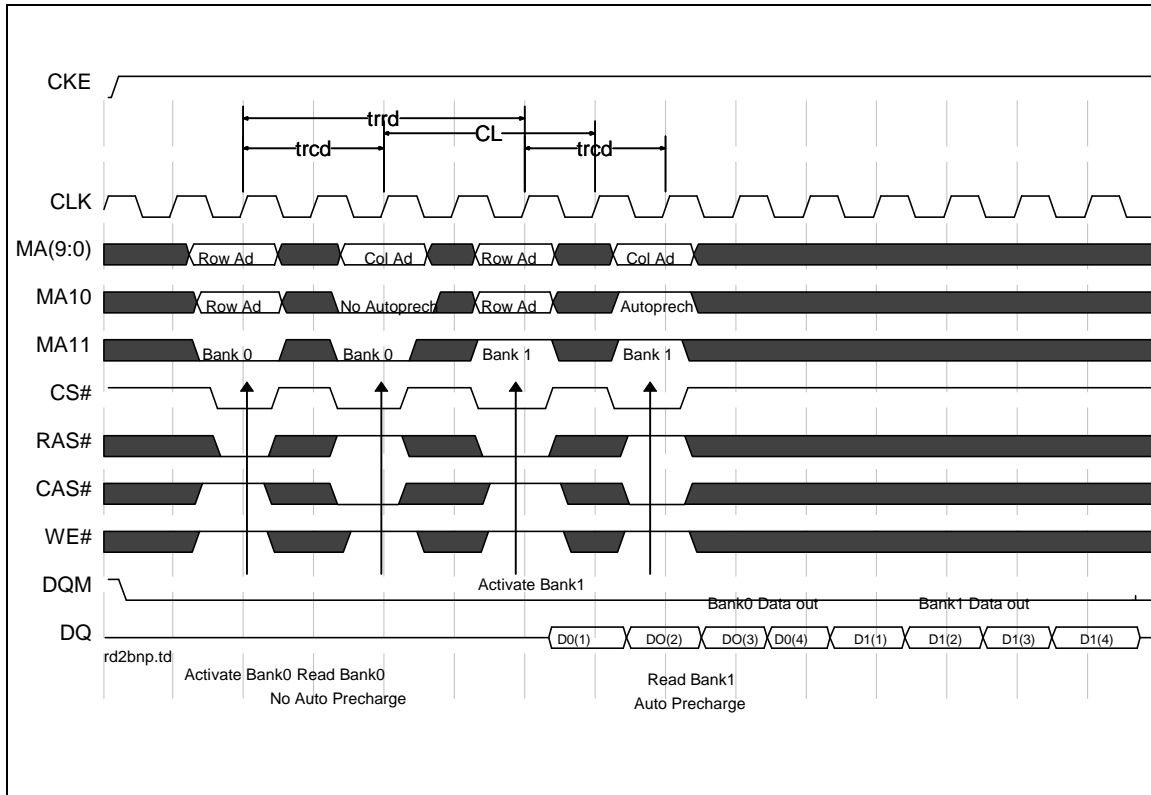 CKE
trrd
CL
trcd trcd
CLK
MA(9:0) Row Ad Col Ad Row Ad Col Ad
MA10 Row Ad No Autoprech Row Ad Autoprech
MA11 Bank 0 Bank 0 Bank 1 Bank 1
CS#
RAS#
CAS#
WE#
DQM Activate Bank1
Bank0 Data out Bank1 Data out
DQ D0(1) DO(2) DO(3) D0(4) D1(1) D1(2) D1(3) D1(4)
rd2bnp.td
Activate Bank0 Read Bank0 Read Bank1
No Auto Precharge Auto Precharge